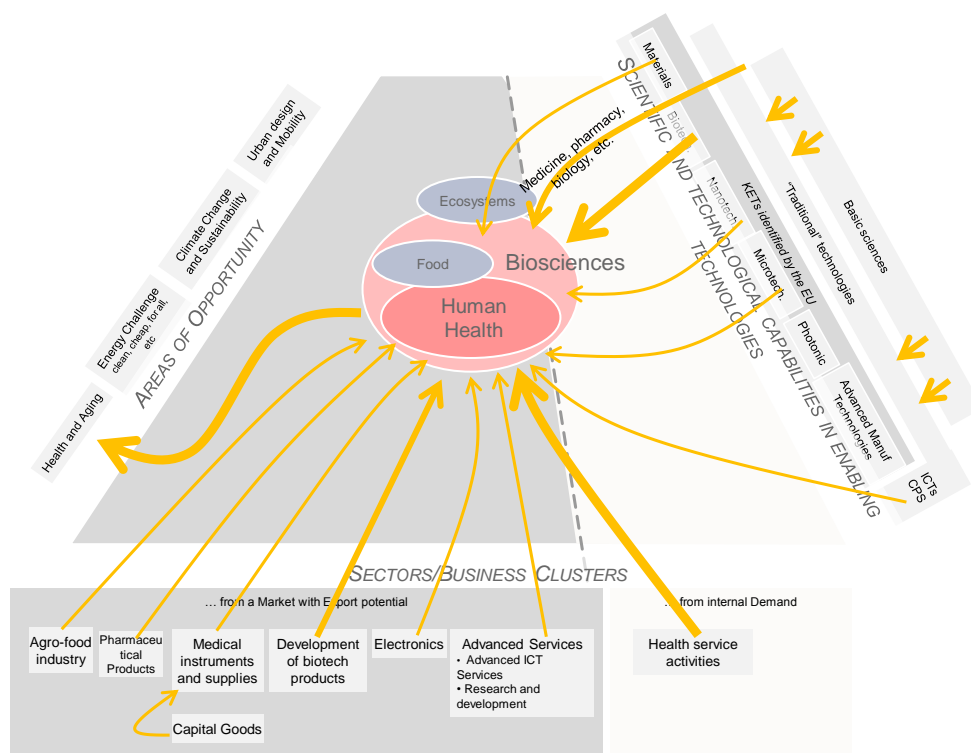 Urban design
and Mobility
Climate Change
and Sustainability
Energy Challenge
clean, cheap, for all,
etc
Health and Aging
AREAS OF OPPORTUNITY
Ecosystems
Food
Biosciences
Human
Health
Medicine, pharmacy,
biology, etc.
SCIENTIFIC AND TECHNOLOGICAL CAPABILITIES IN ENABLING
TECHNOLOGIES
Materials
Biotech.
Nanotech.
Microtech.
Photonic
Advanced Manuf
Technologies
ICTs
CPS
KETs identified by the EU
“Traditional” technologies
Basic sciences
SECTORS/BUSINESS CLUSTERS
… from a Market with Export potential
… from internal Demand
Agro-food
industry
Pharmaceu
tical
Products
Medical
instruments
and supplies
Capital Goods
Development
of biotech
products
Electronics
Advanced Services
• Advanced ICT
Services
• Research and
development
Health service
activities